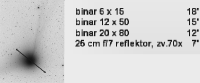 binar 6 x 15 18"
binar 12 x 50 15"
binar 20 x 80 12"
26 cm f/7 reflektor, zv.70x 7"